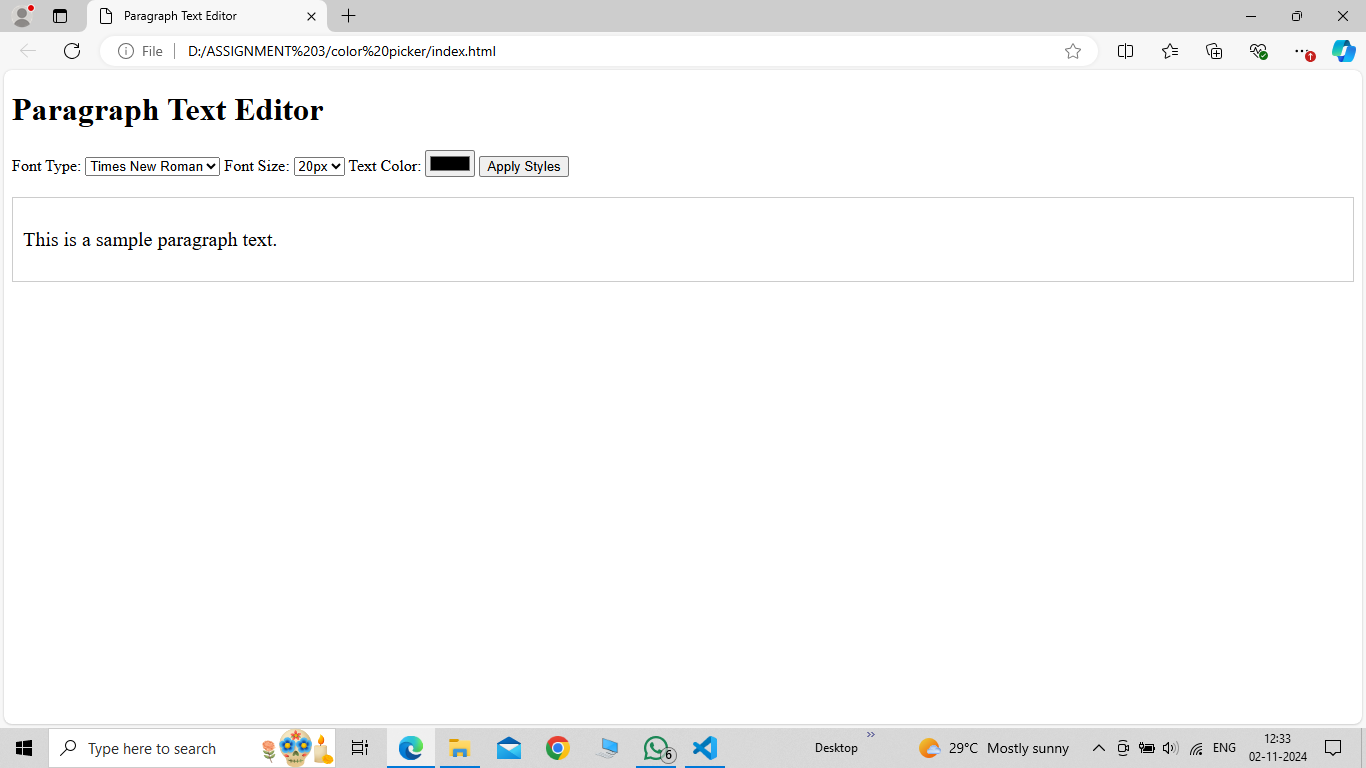 Paragraph Text Editor
File D:/ASSIGNMENT%203/color%20picker/index.html
Paragraph Text Editor
Font Type: Times New Roman Font Size: 20px Text Color: Apply Styles
This is a sample paragraph text.
Type here to search 6 Desktop 29°C Mostly sunny ENG 12:33
02-11-2024